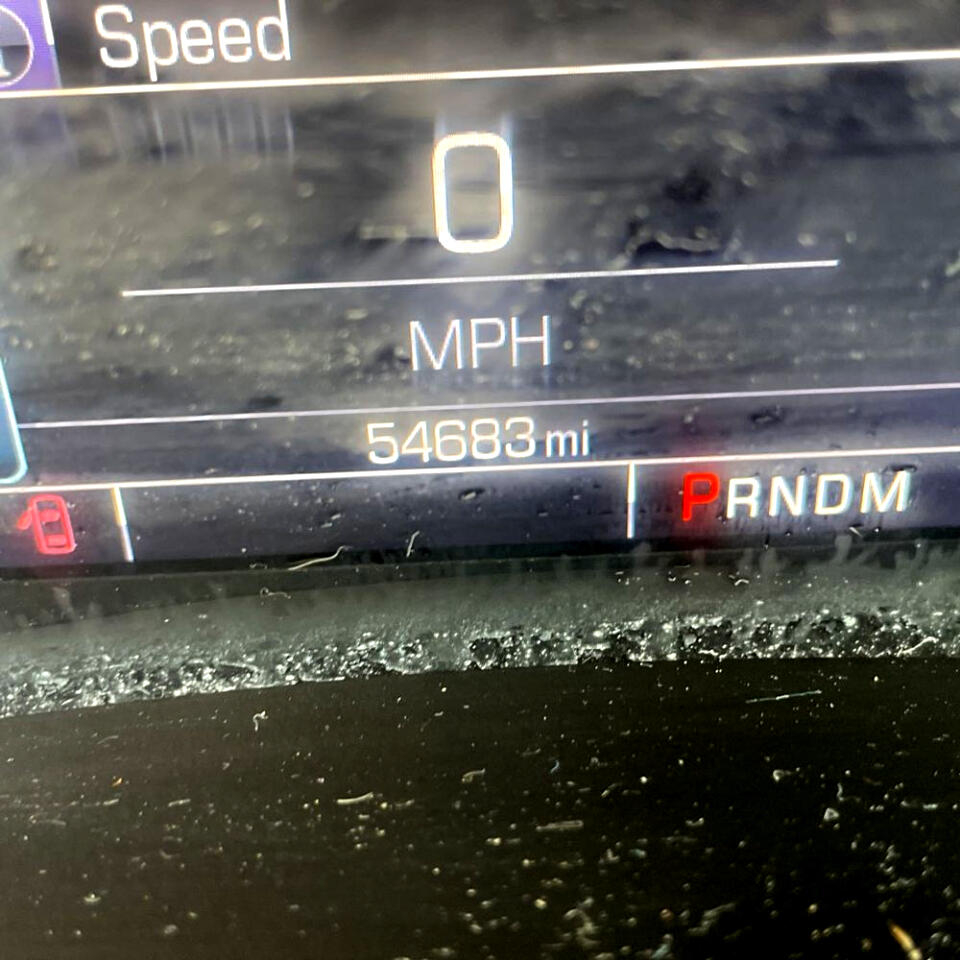 Speed
0
MPH
54683 mi
PRNDM